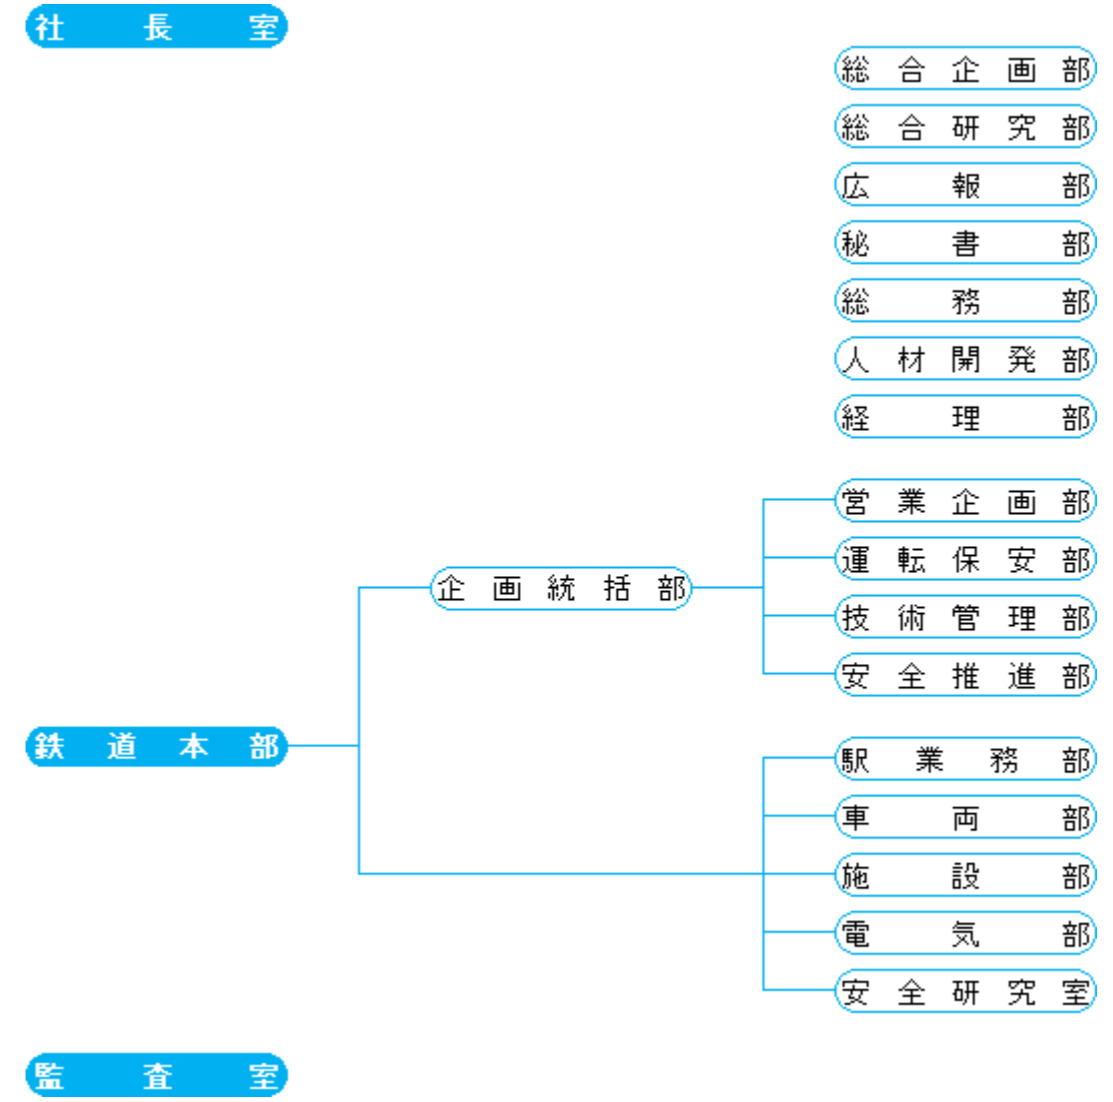 社長室
総合企画部
総合研究部
広報部
秘書部
総務部
人材開発部
経理部
営業企画部
運転保安部
企画統括部
技術管理部
安全推進部
鉄道本部
駅業務部
車両部
施設部
電気部
安全研究室
監査室